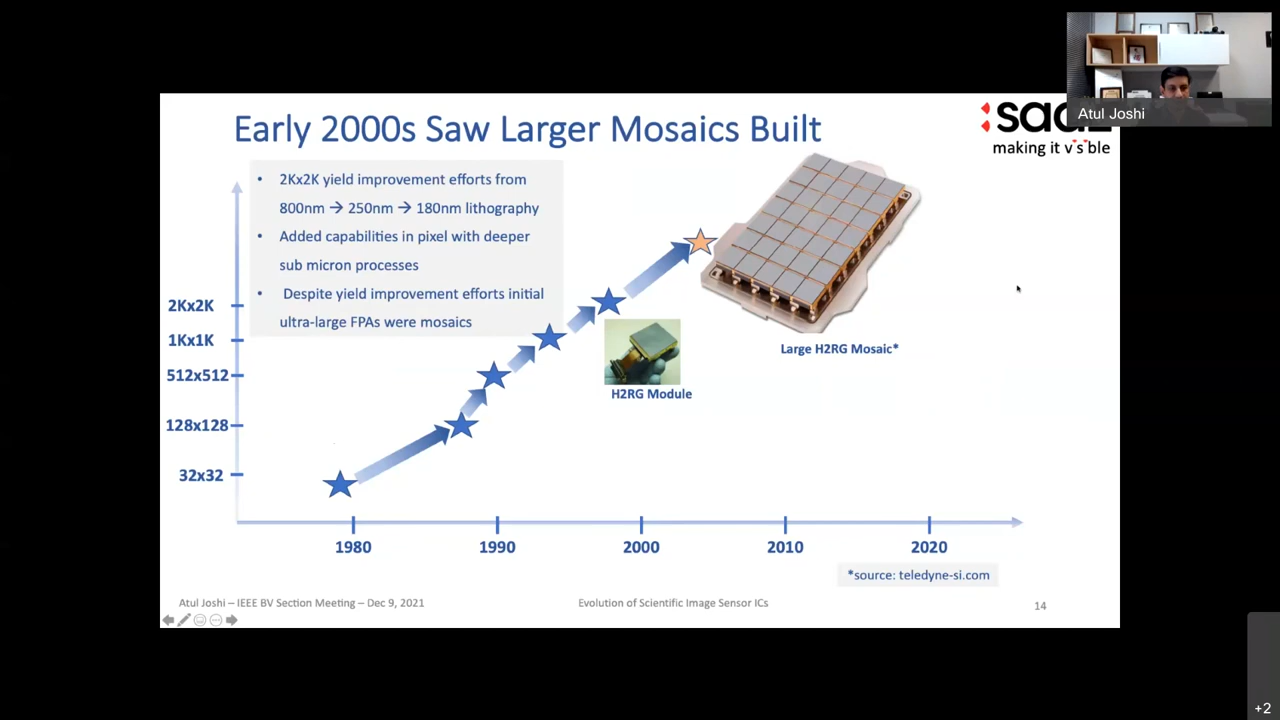 Atul Joshi
Early 2000s Saw Larger Mosaics Built
making it visible
• 2Kx2K yield improvement efforts from
800nm → 250nm → 180nm lithography
• Added capabilities in pixel with deeper
sub micron processes
• Despite yield improvement efforts initial
ultra-large FPAs were mosaics
2Kx2K
1Kx1K
512x512
128x128
32x32
Large H2RG Mosaic*
H2RG Module
1980
1990
2000
2010
2020
*source: teledyne-si.com
Atul Joshi – IEEE BV Section Meeting – Dec 9, 2021
Evolution of Scientific Image Sensor ICs
14
+2